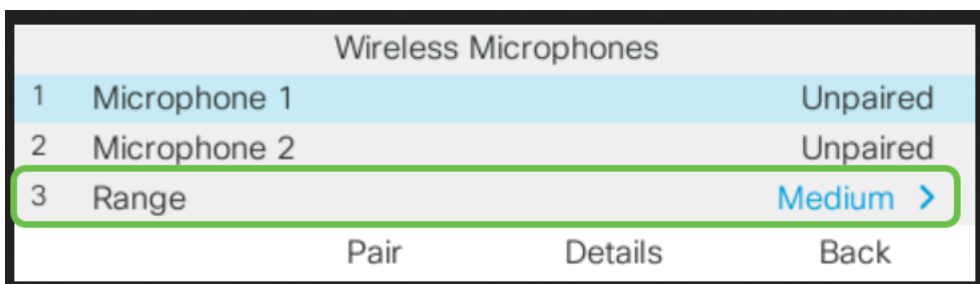 Wireless Microphones
1 Microphone 1 Unpaired
2 Microphone 2 Unpaired
3 Range Medium >
Pair Details Back